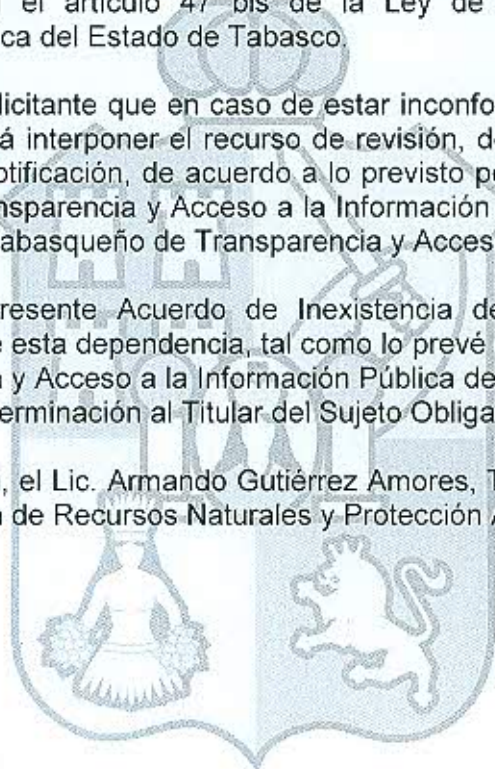 el artículo 47 bis de la Ley de
ca del Estado de Tabasco.
licitante que en caso de estar inconfo
á interponer el recurso de revisión, d
otificación, de acuerdo a lo previsto p
nsparencia y Acceso a la Información
abasqueño de Transparencia y Acces
resente Acuerdo de Inexistencia de
e esta dependencia, tal como lo prevé
a y Acceso a la Información Pública de
erminación al Titular del Sujeto Obliga
, el Lic. Armando Gutiérrez Amores, T
a de Recursos Naturales y Protección A